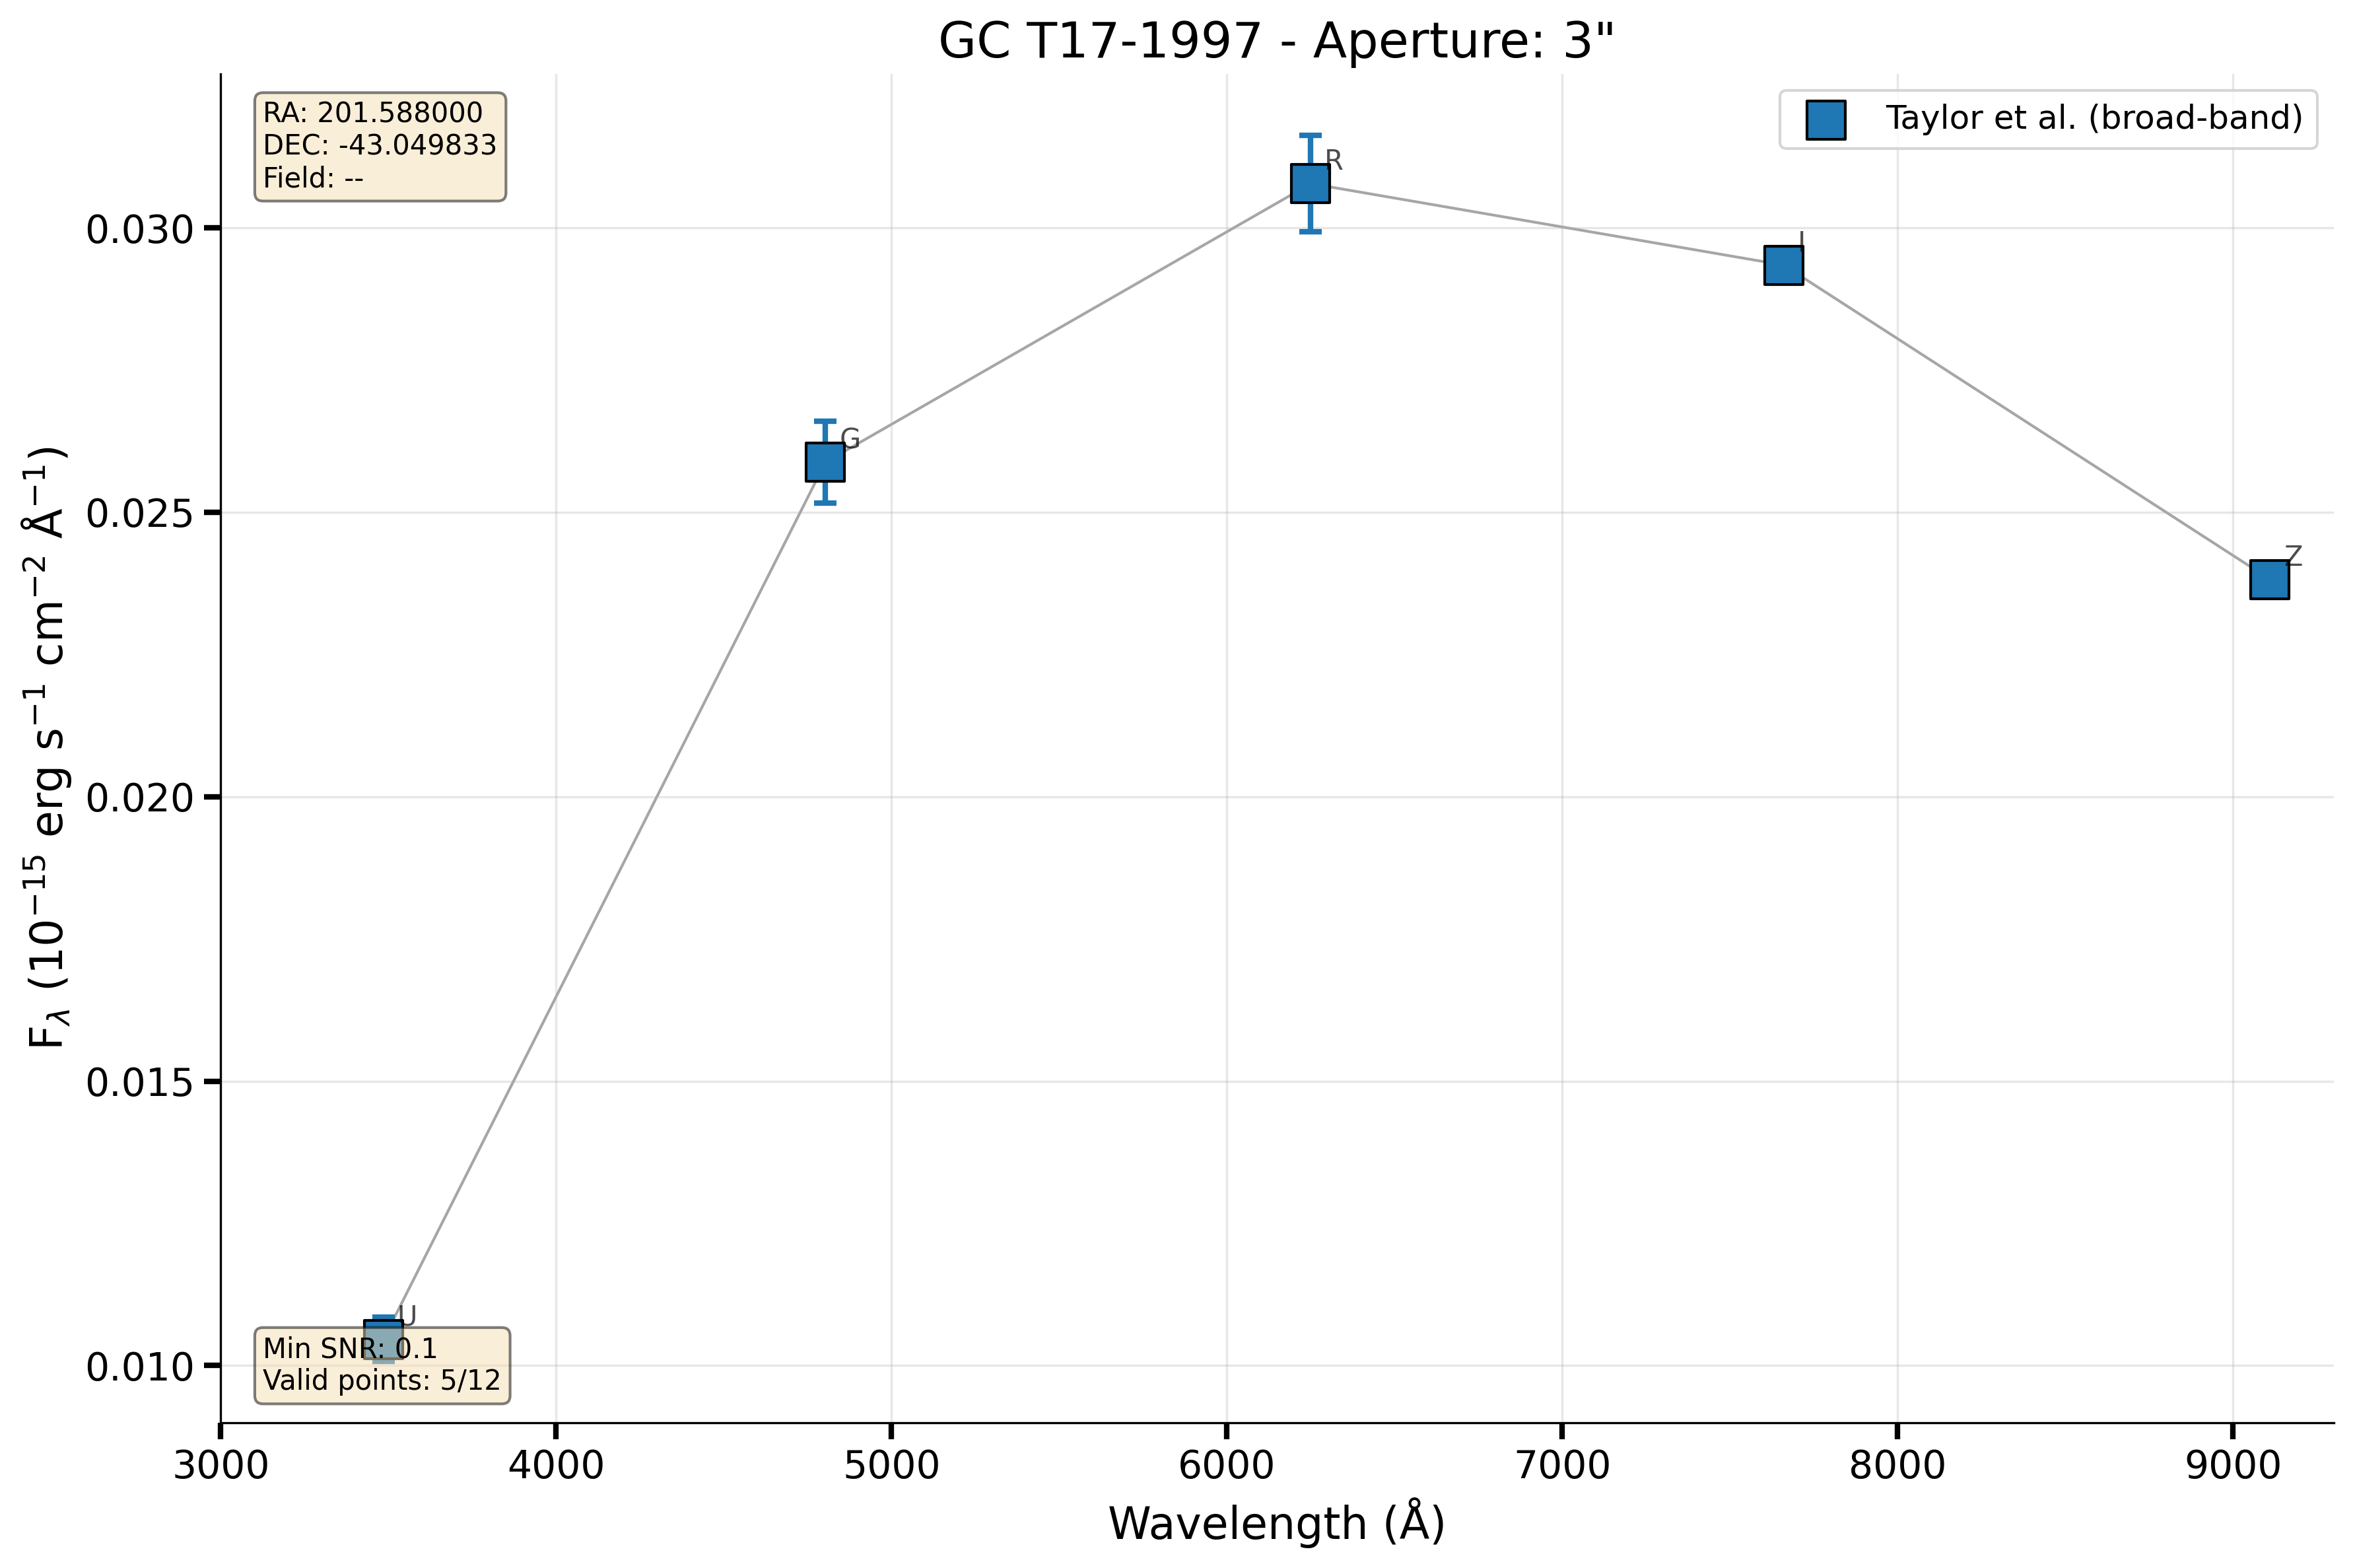 GC T17-1997 - Aperture: 3"
RA: 201.588000
DEC: -43.049833
Field: --
Taylor et al. (broad-band)
R
I
G
Z
U
Min SNR: 0.1
Valid points: 5/12
0.030
0.025
0.020
0.015
0.010
F_λ (10⁻¹⁵ erg s⁻¹ cm⁻² Å⁻¹)
3000 4000 5000 6000 7000 8000 9000
Wavelength (Å)